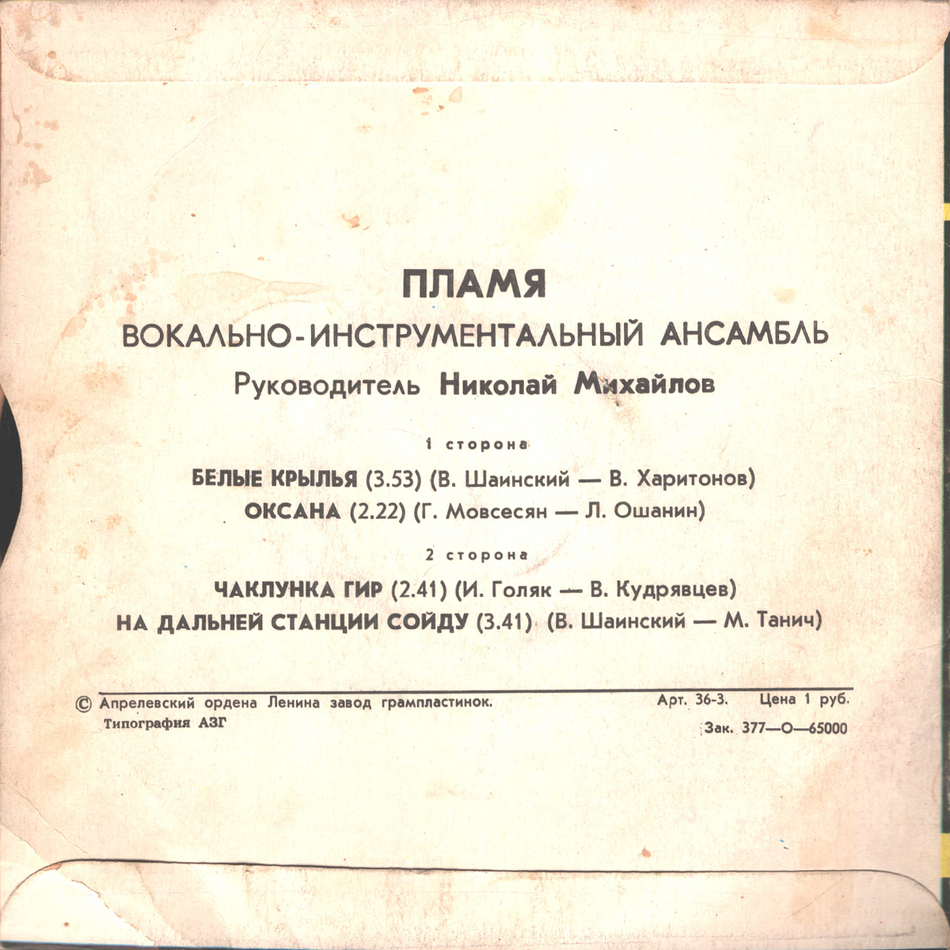 ПЛАМЯ
ВОКАЛЬНО-ИНСТРУМЕНТАЛЬНЫЙ АНСАМБЛЬ
Руководитель Николай Михайлов
1 сторона
БЕЛЫЕ КРЫЛЬЯ (3.53) (В. Шаинский — В. Харитонов)
ОКСАНА (2.22) (Г. Мовсесян — Л. Ошанин)
2 сторона
ЧАКЛУНКА ГИР (2.41) (И. Голяк — В. Кудрявцев)
НА ДАЛЬНЕЙ СТАНЦИИ СОЙДУ (3.41) (В. Шаинский — М. Танич)
© Апрелевский ордена Ленина завод грампластинок. Арт. 36-3. Цена 1 руб.
Типография АЗГ Зак. 377—О—65000